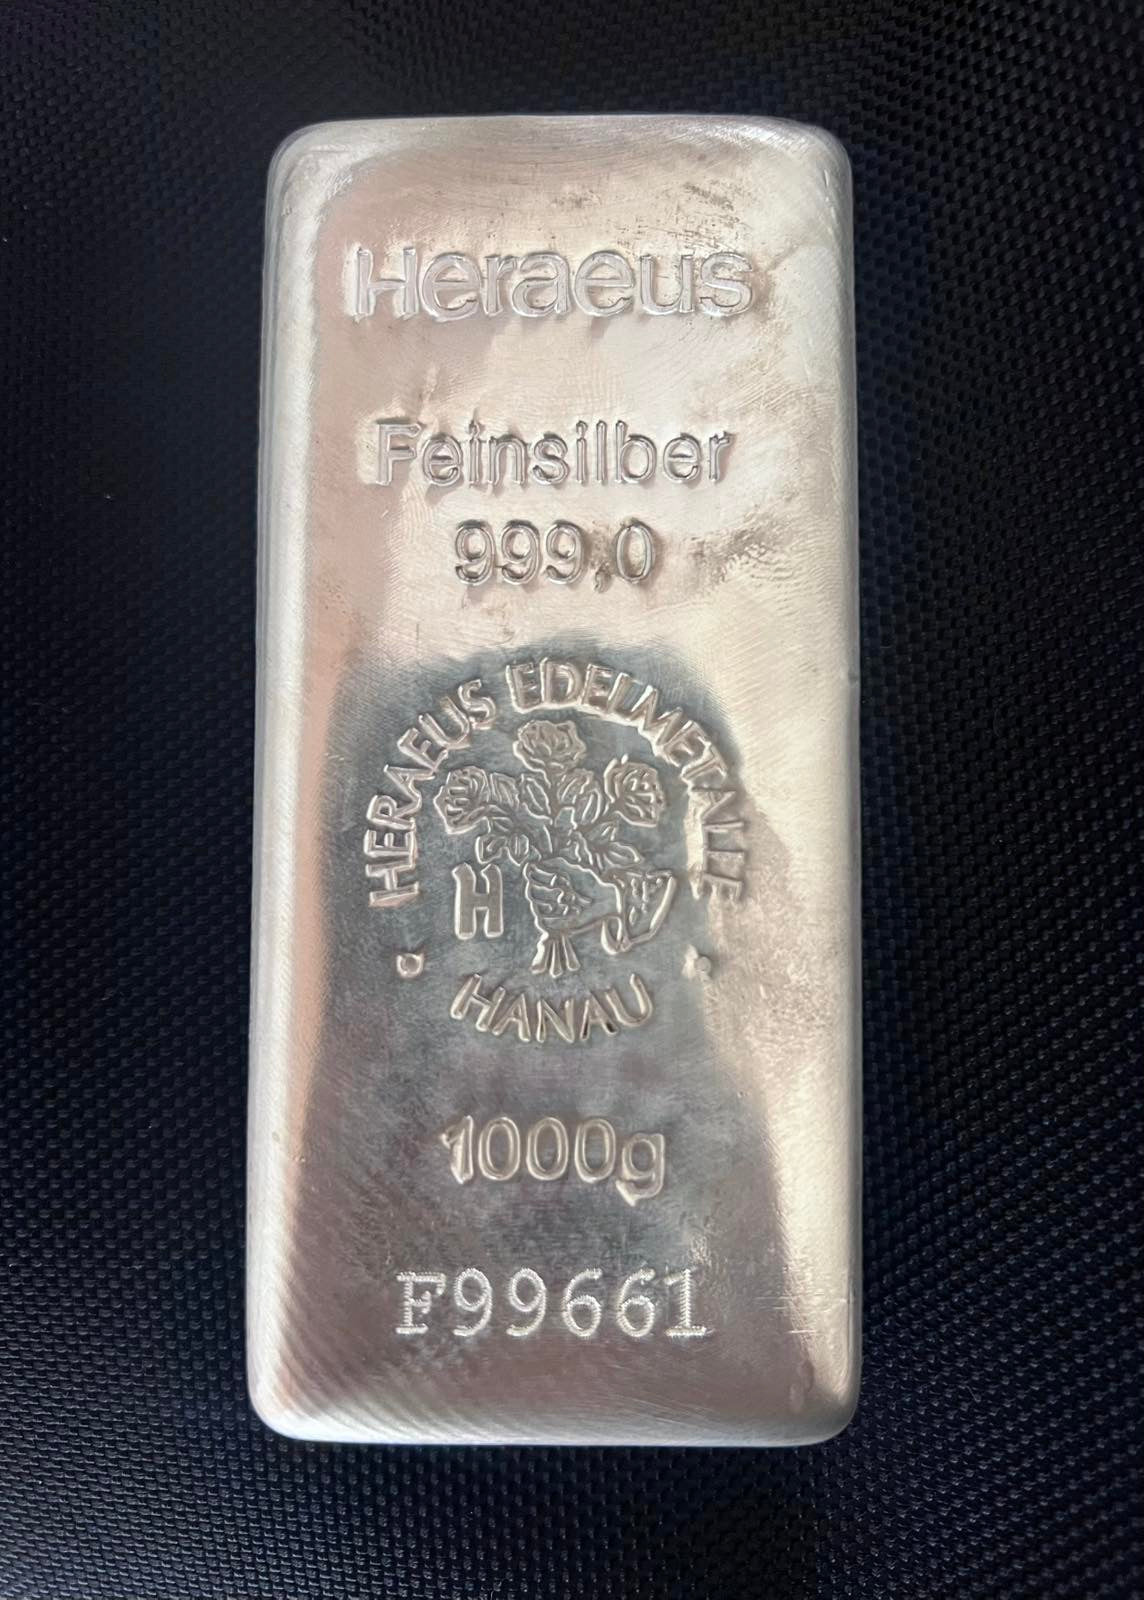 Heraeus
Feinsilber
999,0
HERAEUS EDELMETALLE
H
HANAU
1000g
F99661